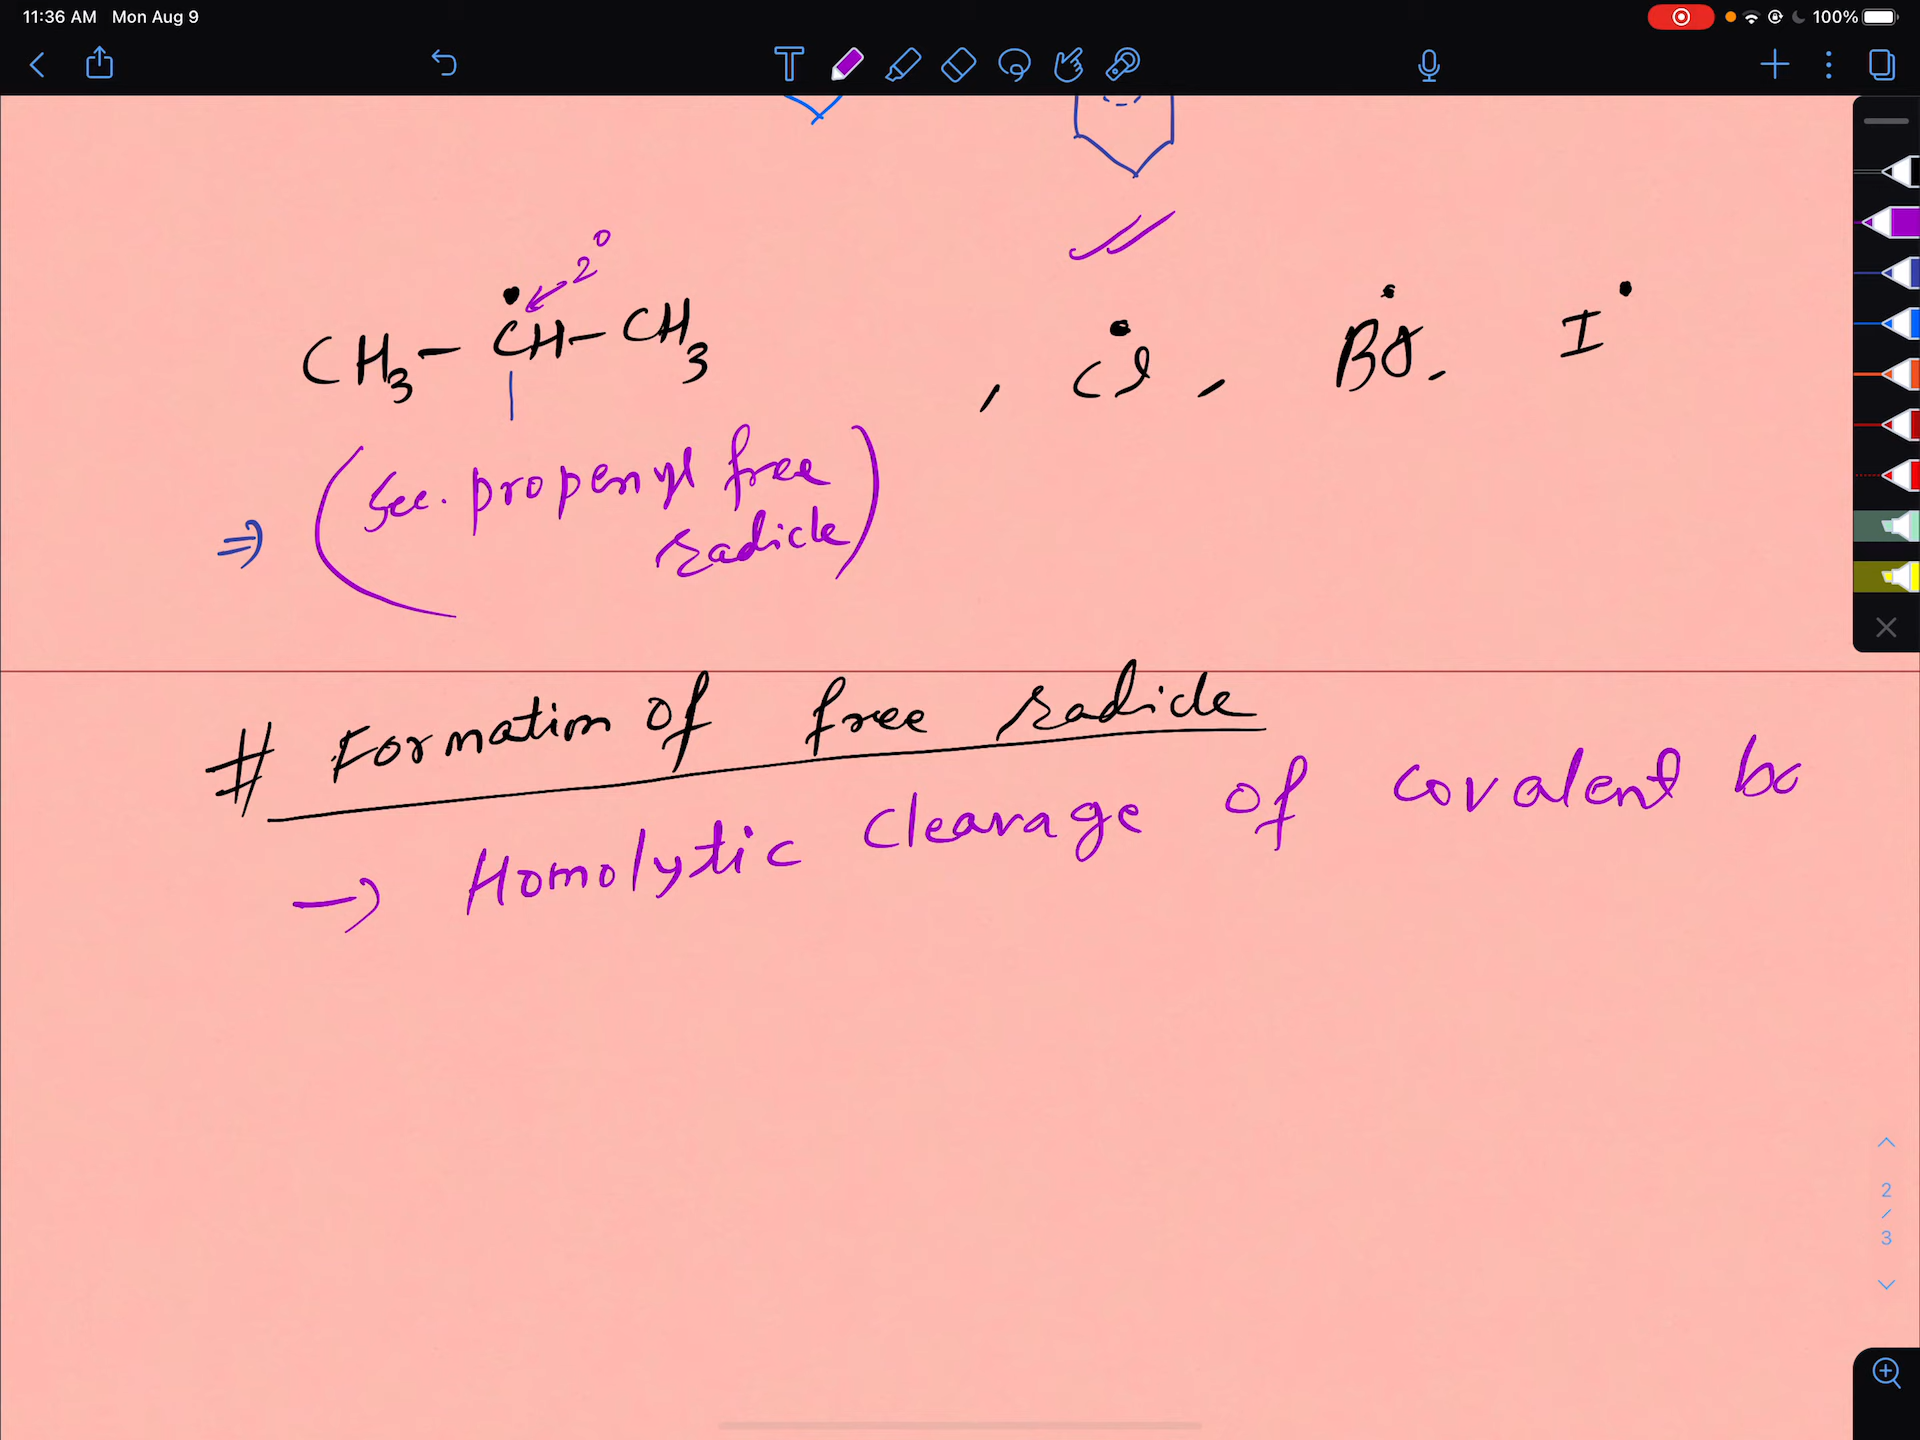 11:36 AM Mon Aug 9
100%
2°
CH3 – CH – CH3 , Cl , Br. I
(Sec. propenyl free
⇒ radicle)
# Formation of free radicle
→ Homolytic Cleavage of covalent bo
2
/
3